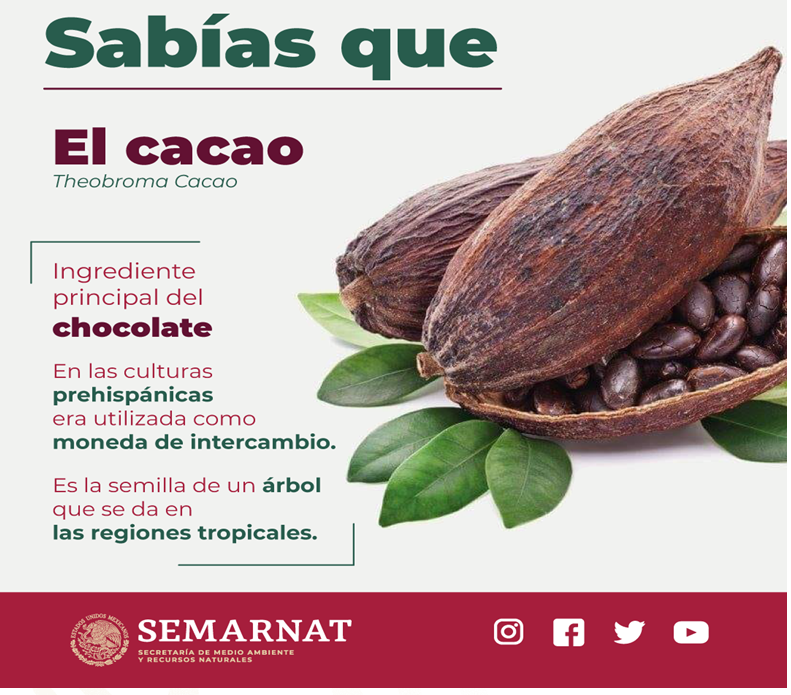 Sabías que
El cacao
Theobroma Cacao
Ingrediente
principal del
chocolate
En las culturas
prehispánicas
era utilizada como
moneda de intercambio.
Es la semilla de un árbol
que se da en
las regiones tropicales.
ESTADOS UNIDOS MEXICANOS
SEMARNAT
SECRETARÍA DE MEDIO AMBIENTE
Y RECURSOS NATURALES